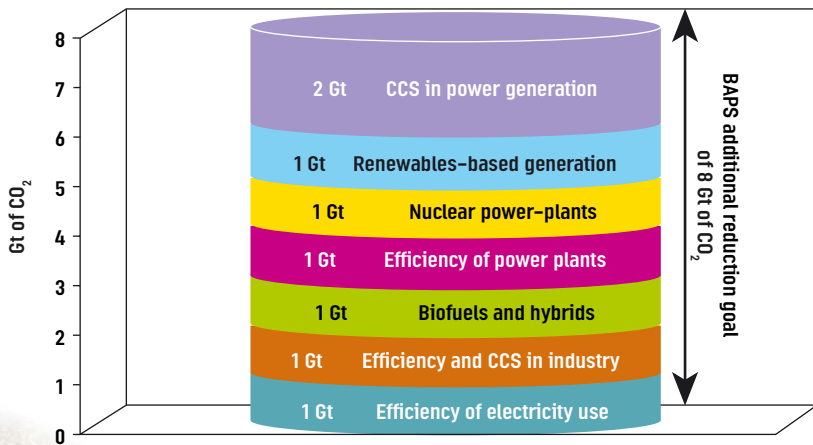 8
7
6
5
4
3
2
1
0
Gt of CO₂
2 Gt CCS in power generation
1 Gt Renewables-based generation
1 Gt Nuclear power-plants
1 Gt Efficiency of power plants
1 Gt Biofuels and hybrids
1 Gt Efficiency and CCS in industry
1 Gt Efficiency of electricity use
BAPS additional reduction goal
of 8 Gt of CO₂